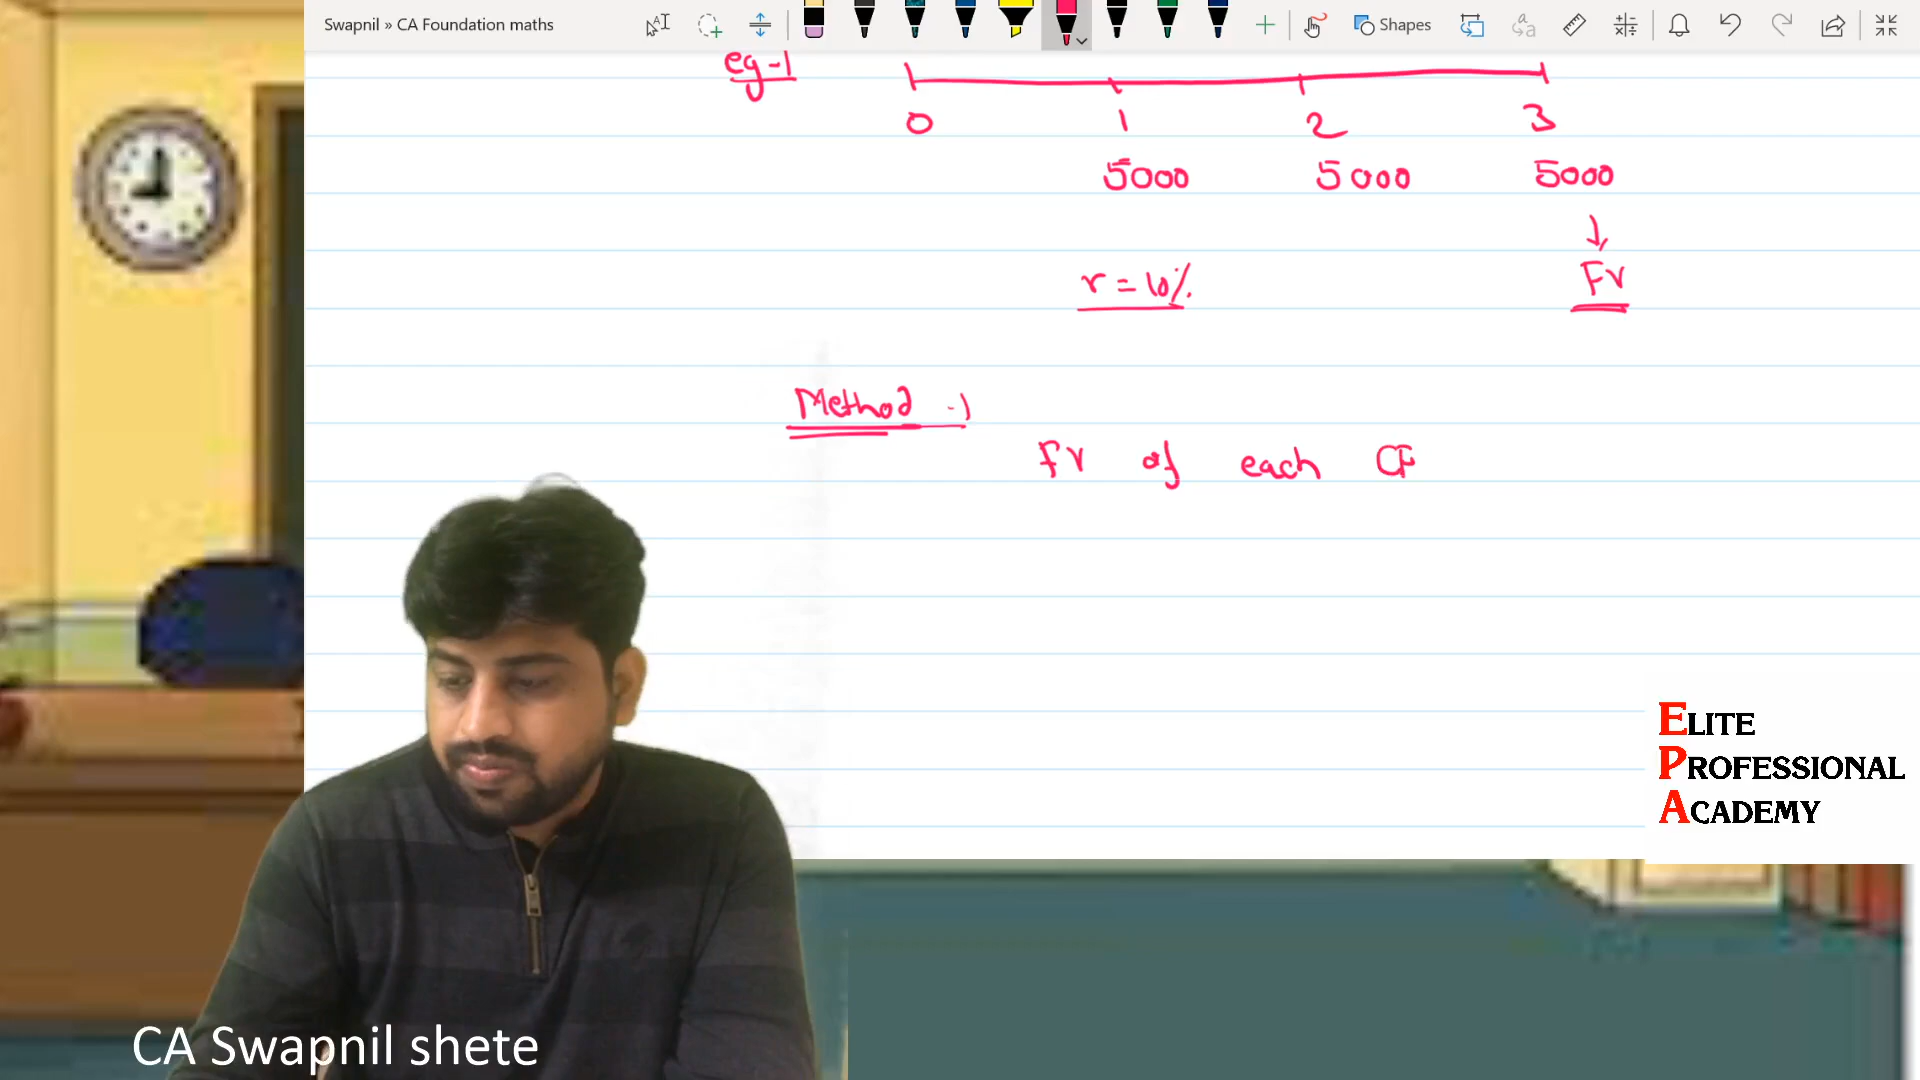 Swapnil » CA Foundation maths
Shapes
eg-1
0 1 2 3
5000 5000 5000
↓
r = 10% FV
Method -1
FV of each CF
ELITE
PROFESSIONAL
ACADEMY
CA Swapnil shete